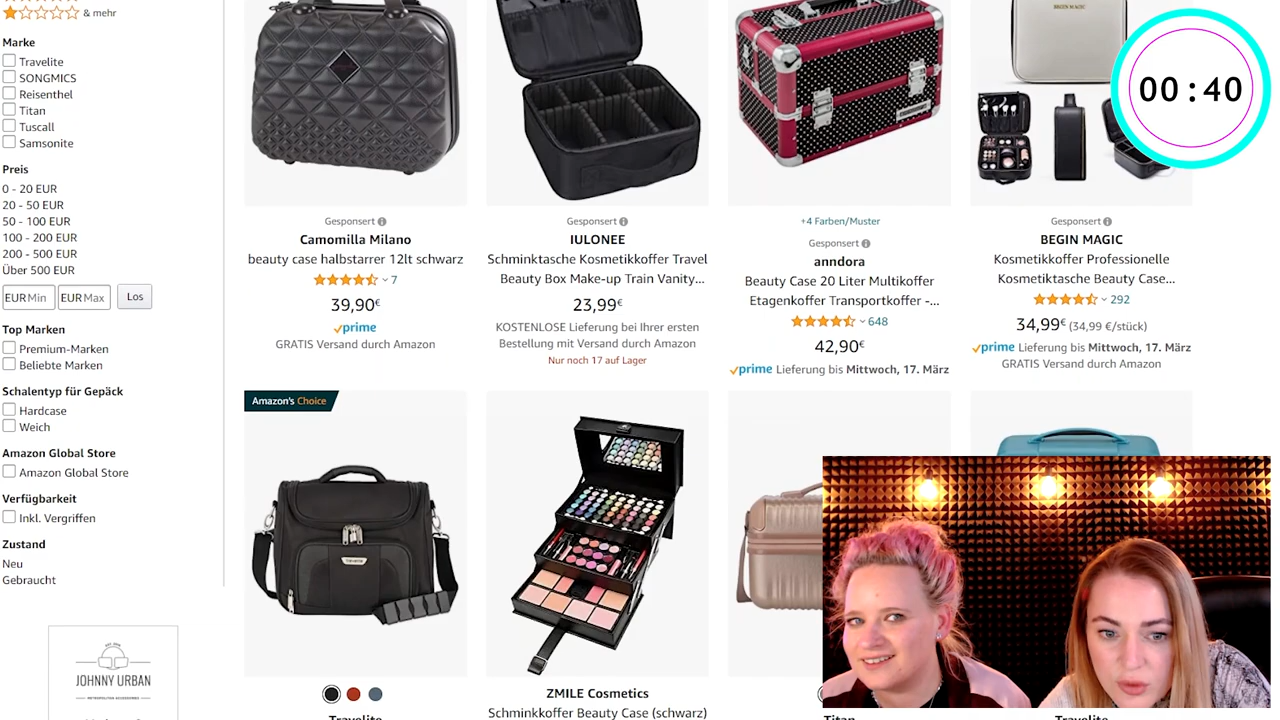 & mehr
Marke
Travelite
SONGMICS
Reisenthel
Titan
Tuscall
Samsonite
Preis
0 - 20 EUR
20 - 50 EUR
50 - 100 EUR
100 - 200 EUR
200 - 500 EUR
Über 500 EUR
EUR Min EUR Max Los
Top Marken
Premium-Marken
Beliebte Marken
Schalentyp für Gepäck
Hardcase
Weich
Amazon Global Store
Amazon Global Store
Verfügbarkeit
Inkl. Vergriffen
Zustand
Neu
Gebraucht
JOHNNY URBAN
Gesponsert
Camomilla Milano
beauty case halbstarrer 12lt schwarz
7
39,90€
prime
GRATIS Versand durch Amazon
Gesponsert
IULONEE
Schminktasche Kosmetikkoffer Travel
Beauty Box Make-up Train Vanity...
23,99€
KOSTENLOSE Lieferung bei Ihrer ersten
Bestellung mit Versand durch Amazon
Nur noch 17 auf Lager
+4 Farben/Muster
Gesponsert
anndora
Beauty Case 20 Liter Multikoffer
Etagenkoffer Transportkoffer -...
648
42,90€
prime Lieferung bis Mittwoch, 17. März
BEGIN MAGIC
00:40
Gesponsert
BEGIN MAGIC
Kosmetikkoffer Professionelle
Kosmetiktasche Beauty Case...
292
34,99€ (34,99 €/stück)
prime Lieferung bis Mittwoch, 17. März
GRATIS Versand durch Amazon
Amazon's Choice
Travelite
Travelite
ZMILE Cosmetics
Schminkkoffer Beauty Case (schwarz)
Titan
Travelite